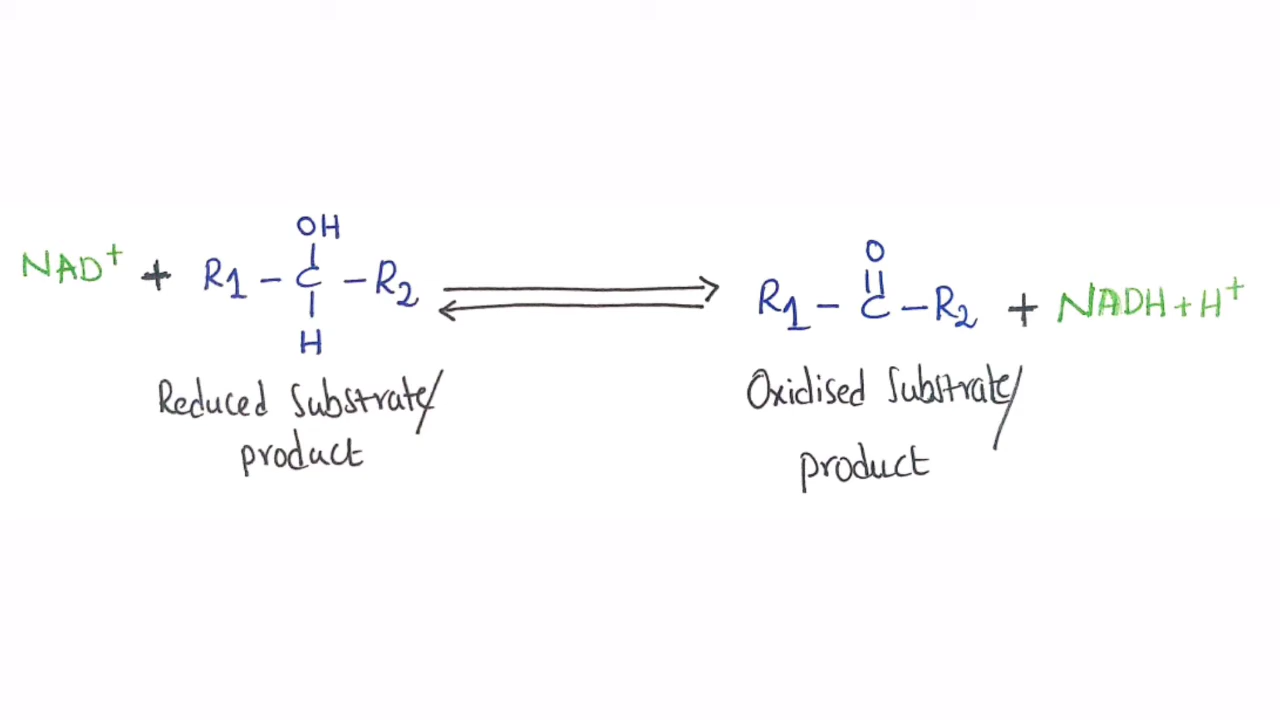 OH
NAD⁺ + R1 – C – R₂ ⇌
H
O
R₁ – C – R₂ + NADH + H⁺
Reduced Substrate/
product
Oxidised Substrate/
product